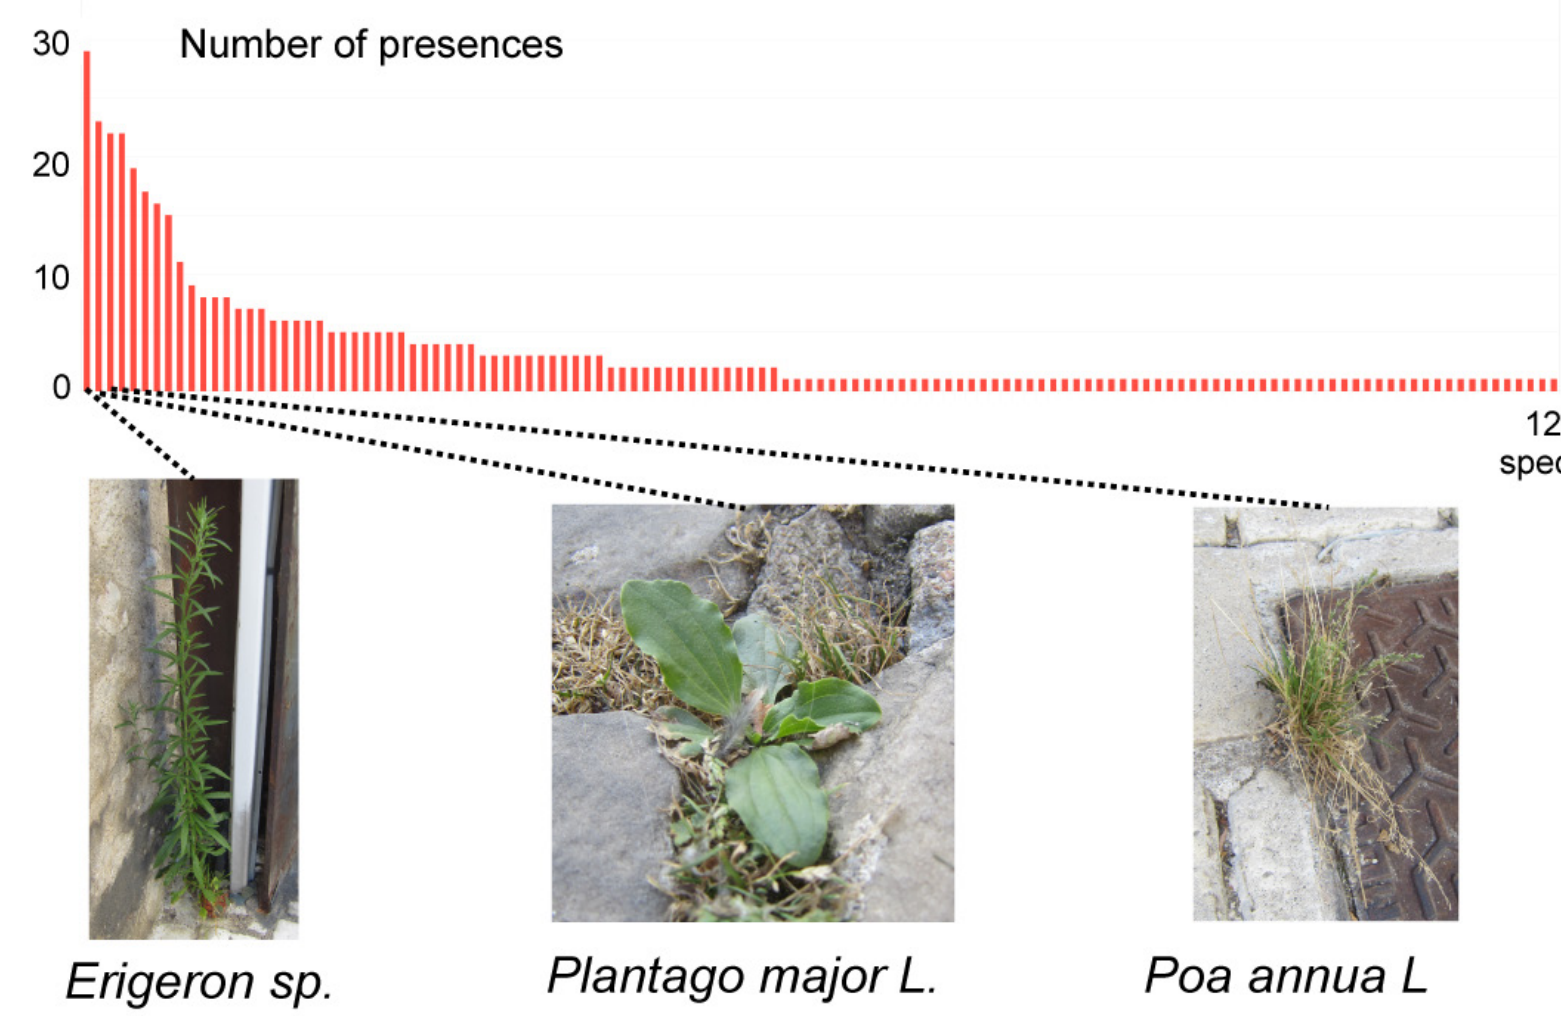 Number of presences
30
20
10
0
12
spec
Erigeron sp.
Plantago major L.
Poa annua L